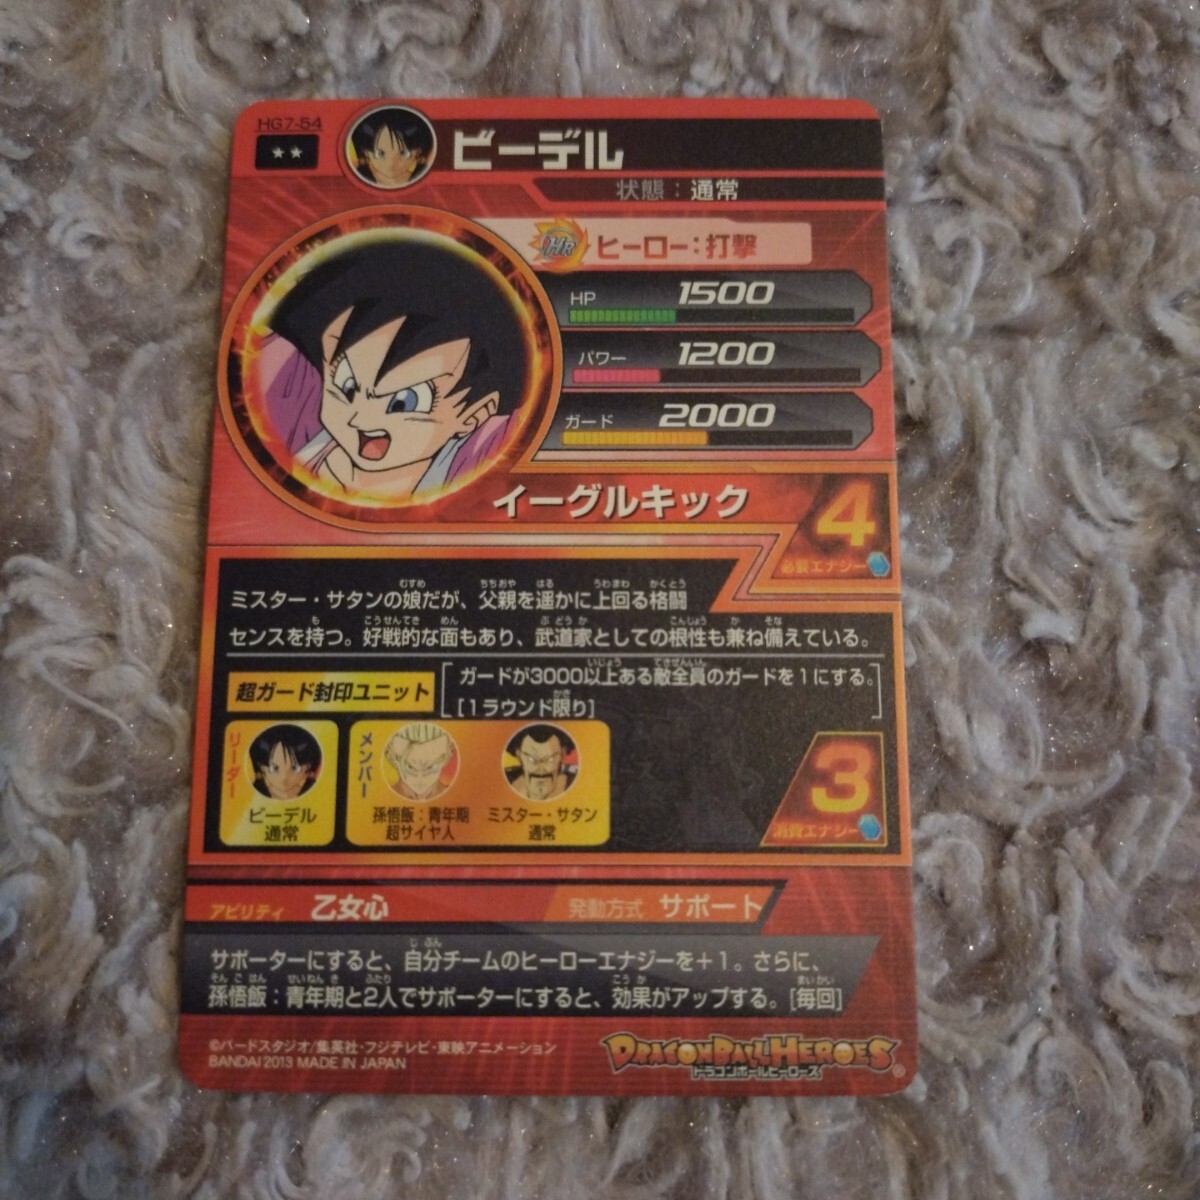 HG7-54
★★
ビーデル
状態：通常
HR ヒーロー：打撃
HP 1500
パワー 1200
ガード 2000
イーグルキック
4
必要エナジー
ミスター・サタンの娘だが、父親を遥かに上回る格闘
センスを持つ。好戦的な面もあり、武道家としての根性も兼ね備えている。
超ガード封印ユニット
ガードが3000以上ある敵全員のガードを1にする。
[1ラウンド限り]
リーダー
ビーデル
通常
メンバー
孫悟飯：青年期
超サイヤ人
ミスター・サタン
通常
3
消費エナジー
アビリティ 乙女心 発動方式 サポート
サポーターにすると、自分チームのヒーローエナジーを＋1。さらに、
孫悟飯：青年期と2人でサポーターにすると、効果がアップする。[毎回]
©バードスタジオ/集英社・フジテレビ・東映アニメーション
BANDAI 2013 MADE IN JAPAN
DRAGONBALL HEROES
ドラゴンボールヒーローズ
®